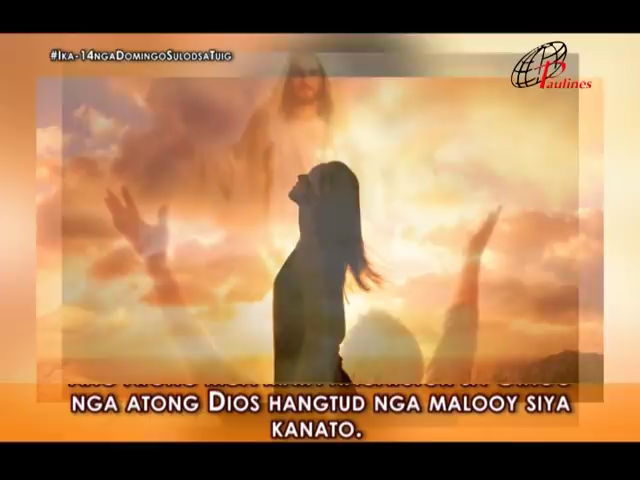 #Ika-14ngaDomingoSulodsaTuig
Paulines
nga atong Dios hangtud nga malooy siya
kanato.